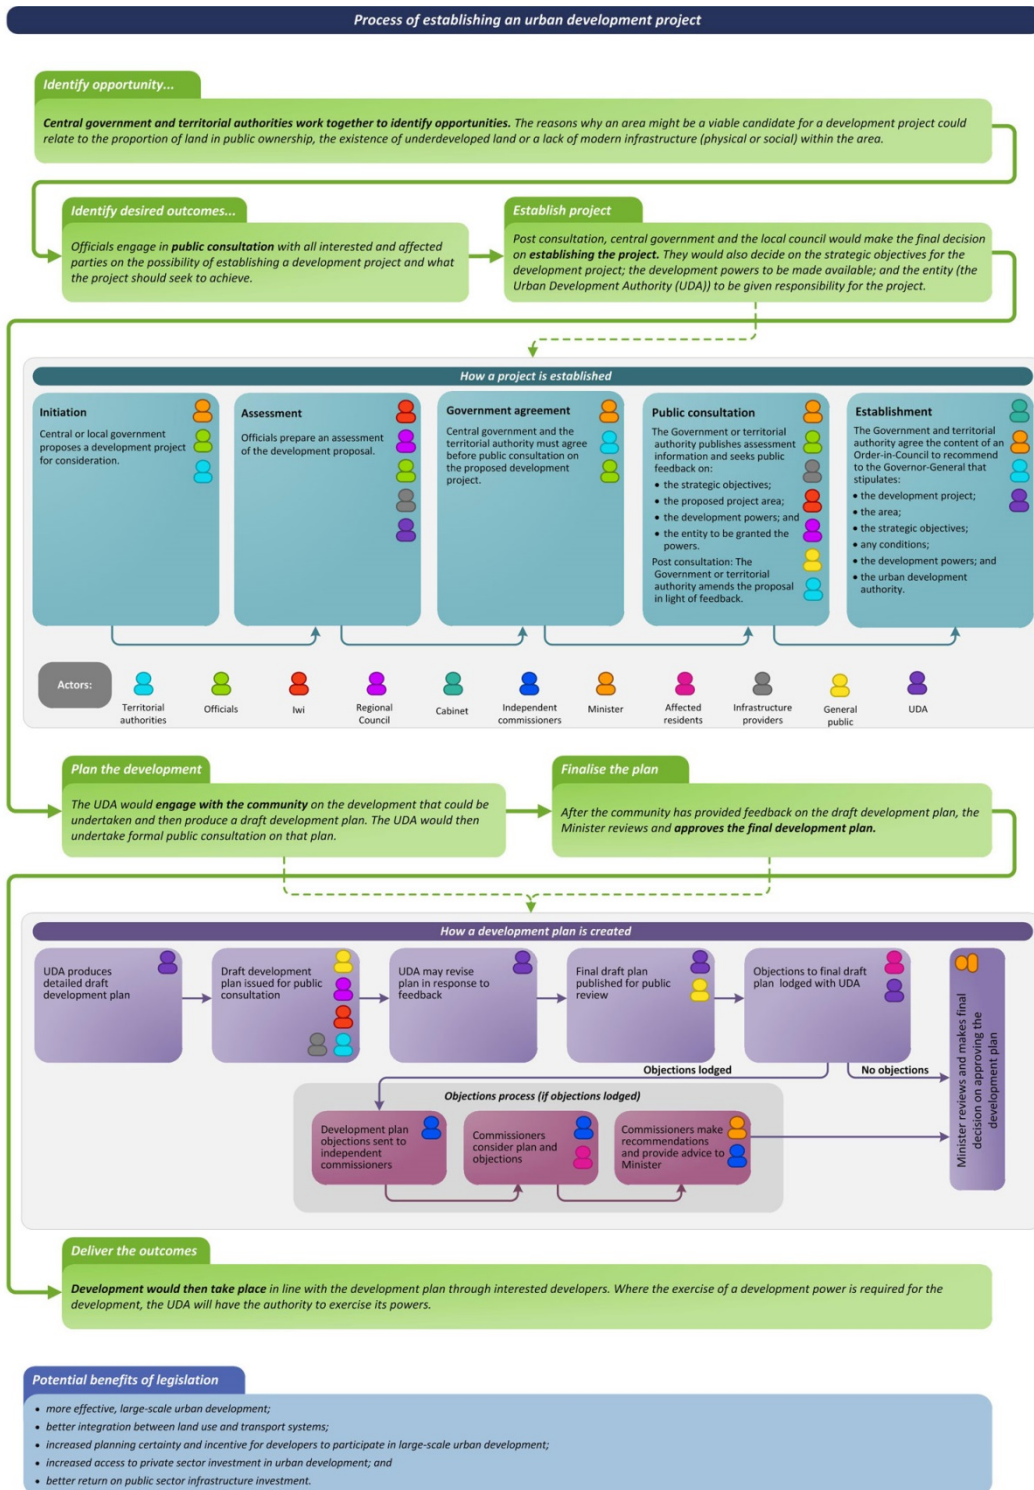 Process of establishing an urban development project
Identify opportunity...
Central government and territorial authorities work together to identify opportunities. The reasons why an area might be a viable candidate for a development project could
relate to the proportion of land in public ownership, the existence of underdeveloped land or a lack of modern infrastructure (physical or social) within the area.
Identify desired outcomes...
Officials engage in public consultation with all interested and affected
parties on the possibility of establishing a development project and what
the project should seek to achieve.
Establish project
Post consultation, central government and the local council would make the final decision
on establishing the project. They would also decide on the strategic objectives for the
development project; the development powers to be made available; and the entity (the
Urban Development Authority (UDA)) to be given responsibility for the project.
How a project is established
Initiation
Central or local government
proposes a development project
for consideration.
Assessment
Officials prepare an assessment
of the development proposal.
Government agreement
Central government and the
territorial authority must agree
before public consultation on
the proposed development
project.
Public consultation
The Government or territorial
authority publishes assessment
information and seeks public
feedback on:
• the strategic objectives;
• the proposed project area;
• the development powers; and
• the entity to be granted the
powers.
Post consultation: The
Government or territorial
authority amends the proposal
in light of feedback.
Establishment
The Government and territorial
authority agree the content of an
Order-in-Council to recommend
to the Governor-General that
stipulates:
• the development project;
• the area;
• the strategic objectives;
• any conditions;
• the development powers; and
• the urban development
authority.
Actors:
Territorial
authorities
Officials
Iwi
Regional
Council
Cabinet
Independent
commissioners
Minister
Affected
residents
Infrastructure
providers
General
public
UDA
Plan the development
The UDA would engage with the community on the development that could be
undertaken and then produce a draft development plan. The UDA would then
undertake formal public consultation on that plan.
Finalise the plan
After the community has provided feedback on the draft development plan, the
Minister reviews and approves the final development plan.
How a development plan is created
UDA produces
detailed draft
development plan
Draft development
plan issued for public
consultation
UDA may revise
plan in response to
feedback
Final draft plan
published for public
review
Objections to final draft
plan lodged with UDA
Minister reviews and makes final
decision on approving the
development plan
Objections lodged
No objections
Objections process (if objections lodged)
Development plan
objections sent to
independent
commissioners
Commissioners
consider plan and
objections
Commissioners make
recommendations
and provide advice to
Minister
Deliver the outcomes
Development would then take place in line with the development plan through interested developers. Where the exercise of a development power is required for the
development, the UDA will have the authority to exercise its powers.
Potential benefits of legislation
• more effective, large-scale urban development;
• better integration between land use and transport systems;
• increased planning certainty and incentive for developers to participate in large-scale urban development;
• increased access to private sector investment in urban development; and
• better return on public sector infrastructure investment.